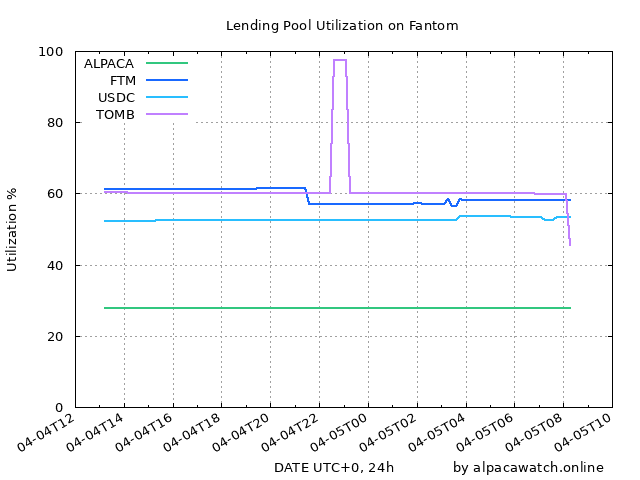 Lending Pool Utilization on Fantom
100
80
60
40
20
0
Utilization %
ALPACA
FTM
USDC
TOMB
04-04T12
04-04T14
04-04T16
04-04T18
04-04T20
04-04T22
04-05T00
04-05T02
04-05T04
04-05T06
04-05T08
04-05T10
DATE UTC+0, 24h
by alpacawatch.online